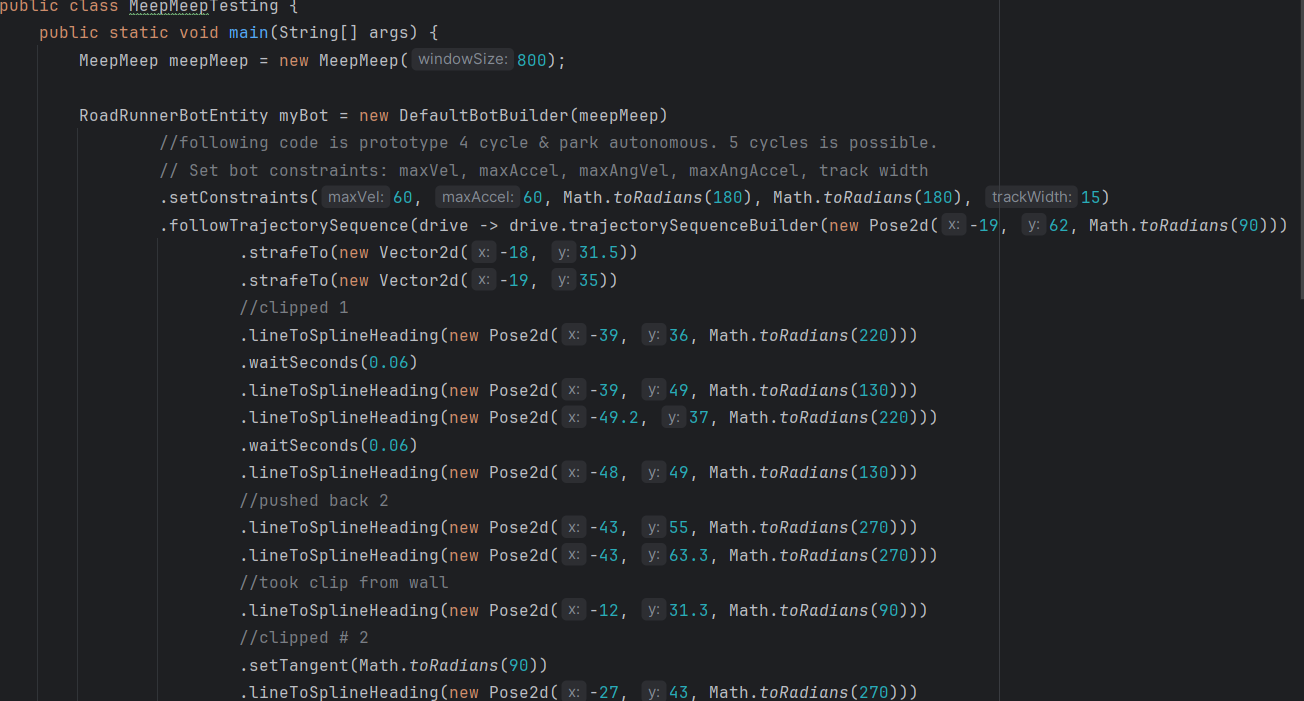 public class MeepMeepTesting {
public static void main(String[] args) {
MeepMeep meepMeep = new MeepMeep( windowSize: 800);
RoadRunnerBotEntity myBot = new DefaultBotBuilder(meepMeep)
//following code is prototype 4 cycle & park autonomous. 5 cycles is possible.
// Set bot constraints: maxVel, maxAccel, maxAngVel, maxAngAccel, track width
.setConstraints( maxVel: 60, maxAccel: 60, Math.toRadians(180), Math.toRadians(180), trackWidth: 15)
.followTrajectorySequence(drive -> drive.trajectorySequenceBuilder(new Pose2d( x: -19, y: 62, Math.toRadians(90)))
.strafeTo(new Vector2d( x: -18, y: 31.5))
.strafeTo(new Vector2d( x: -19, y: 35))
//clipped 1
.lineToSplineHeading(new Pose2d( x: -39, y: 36, Math.toRadians(220)))
.waitSeconds(0.06)
.lineToSplineHeading(new Pose2d( x: -39, y: 49, Math.toRadians(130)))
.lineToSplineHeading(new Pose2d( x: -49.2, y: 37, Math.toRadians(220)))
.waitSeconds(0.06)
.lineToSplineHeading(new Pose2d( x: -48, y: 49, Math.toRadians(130)))
//pushed back 2
.lineToSplineHeading(new Pose2d( x: -43, y: 55, Math.toRadians(270)))
.lineToSplineHeading(new Pose2d( x: -43, y: 63.3, Math.toRadians(270)))
//took clip from wall
.lineToSplineHeading(new Pose2d( x: -12, y: 31.3, Math.toRadians(90)))
//clipped # 2
.setTangent(Math.toRadians(90))
.lineToSplineHeading(new Pose2d( x: -27, y: 43, Math.toRadians(270)))